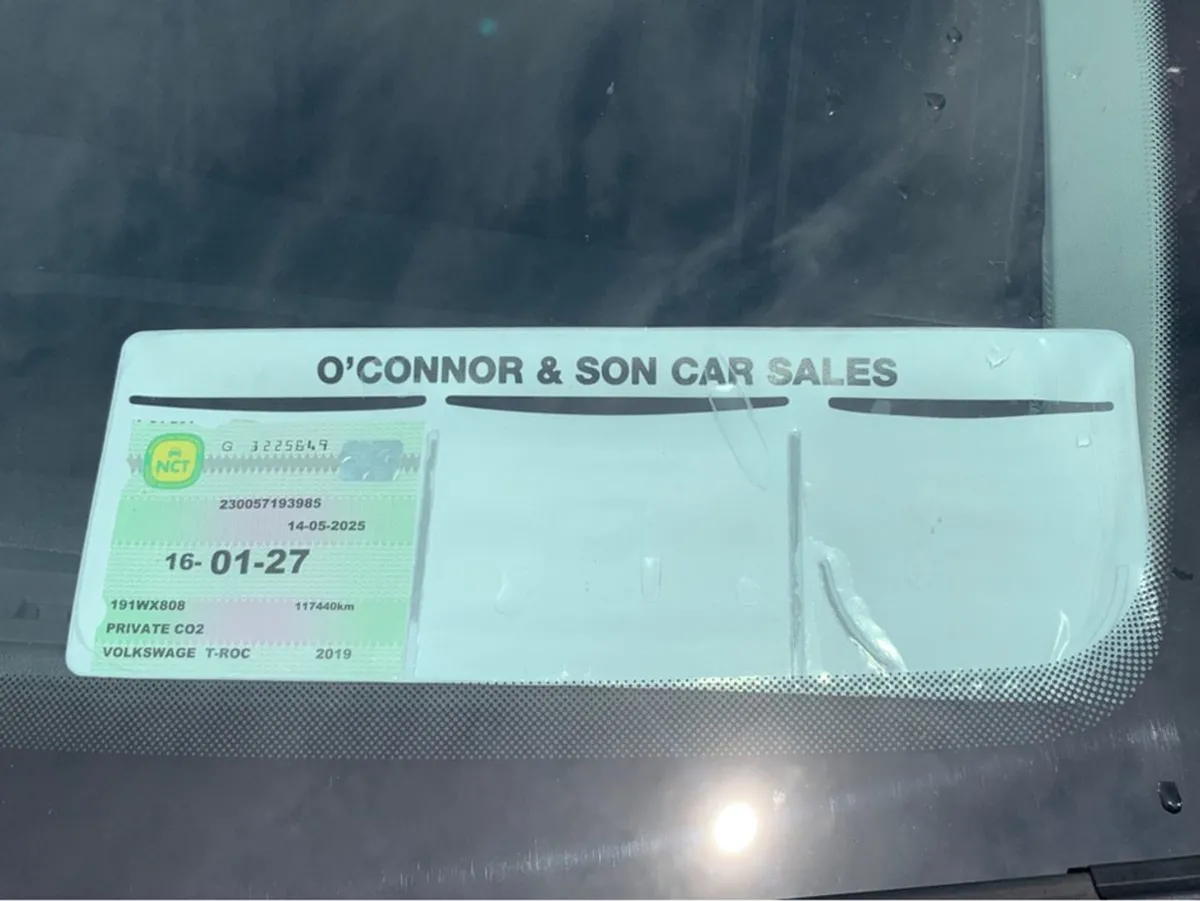 O'CONNOR & SON CAR SALES
NCT
G 3225649
230057193985
14-05-2025
16-01-27
191WX808 117440km
PRIVATE CO2
VOLKSWAGE T-ROC 2019